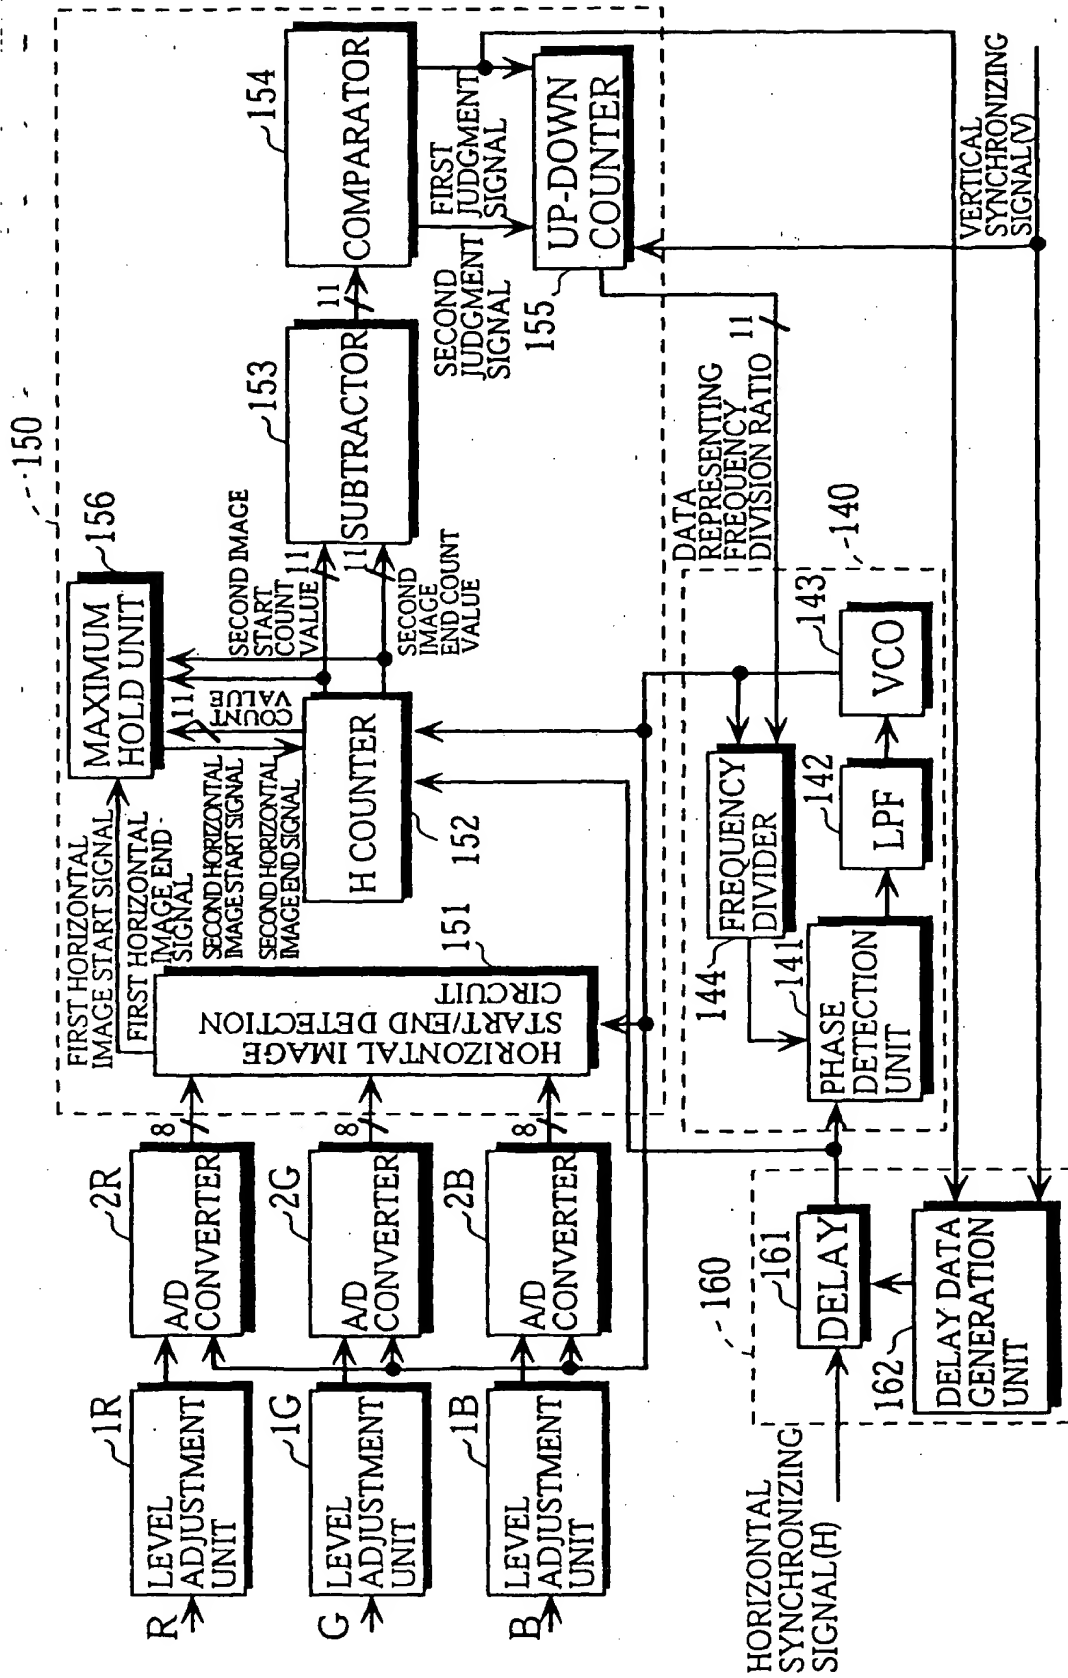 R
LEVEL
ADJUSTMENT
UNIT
1R
A/D
CONVERTER
2R
8
G
LEVEL
ADJUSTMENT
UNIT
1G
A/D
CONVERTER
2G
8
B
LEVEL
ADJUSTMENT
UNIT
1B
A/D
CONVERTER
2B
8
150
FIRST HORIZONTAL
IMAGE START SIGNAL
FIRST HORIZONTAL
IMAGE END
SIGNAL
HORIZONTAL IMAGE
START/END DETECTION
CIRCUIT
151
MAXIMUM
HOLD UNIT
156
SECOND HORIZONTAL
IMAGE START SIGNAL
SECOND HORIZONTAL
IMAGE END SIGNAL
11
COUNT
VALUE
H COUNTER
152
SECOND IMAGE
START
COUNT
VALUE
11
11
SECOND
IMAGE
END COUNT
VALUE
SUBTRACTOR
153
11
COMPARATOR
154
FIRST
JUDGMENT
SIGNAL
SECOND
JUDGMENT
SIGNAL
UP-DOWN
COUNTER
155
11
DATA
REPRESENTING
FREQUENCY
DIVISION RATIO
140
FREQUENCY
DIVIDER
144
PHASE
DETECTION
UNIT
141
LPF
142
VCO
143
VERTICAL
SYNCHRONIZING
SIGNAL(V)
160
DELAY
161
DELAY DATA
GENERATION
UNIT
162
HORIZONTAL
SYNCHRONIZING
SIGNAL(H)